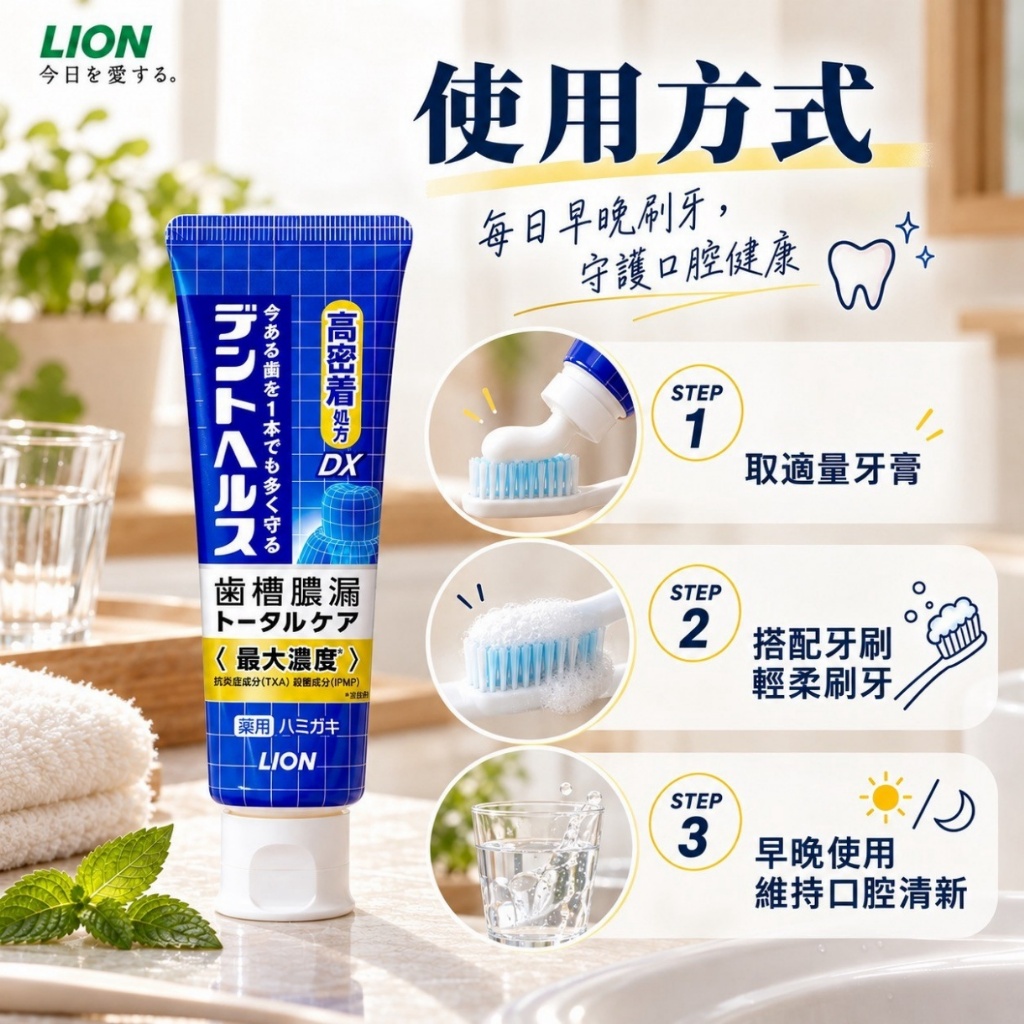 LION
今日を愛する。
使用方式
每日早晚刷牙，
守護口腔健康
デントヘルス
今ある歯を1本でも多く守る
高密着処方
DX
歯槽膿漏
トータルケア
〈最大濃度*〉
抗炎症成分(TXA) 殺菌成分(IPMP)
薬用 ハミガキ
LION
STEP
1
取適量牙膏
STEP
2
搭配牙刷
輕柔刷牙
STEP
3
早晚使用
維持口腔清新